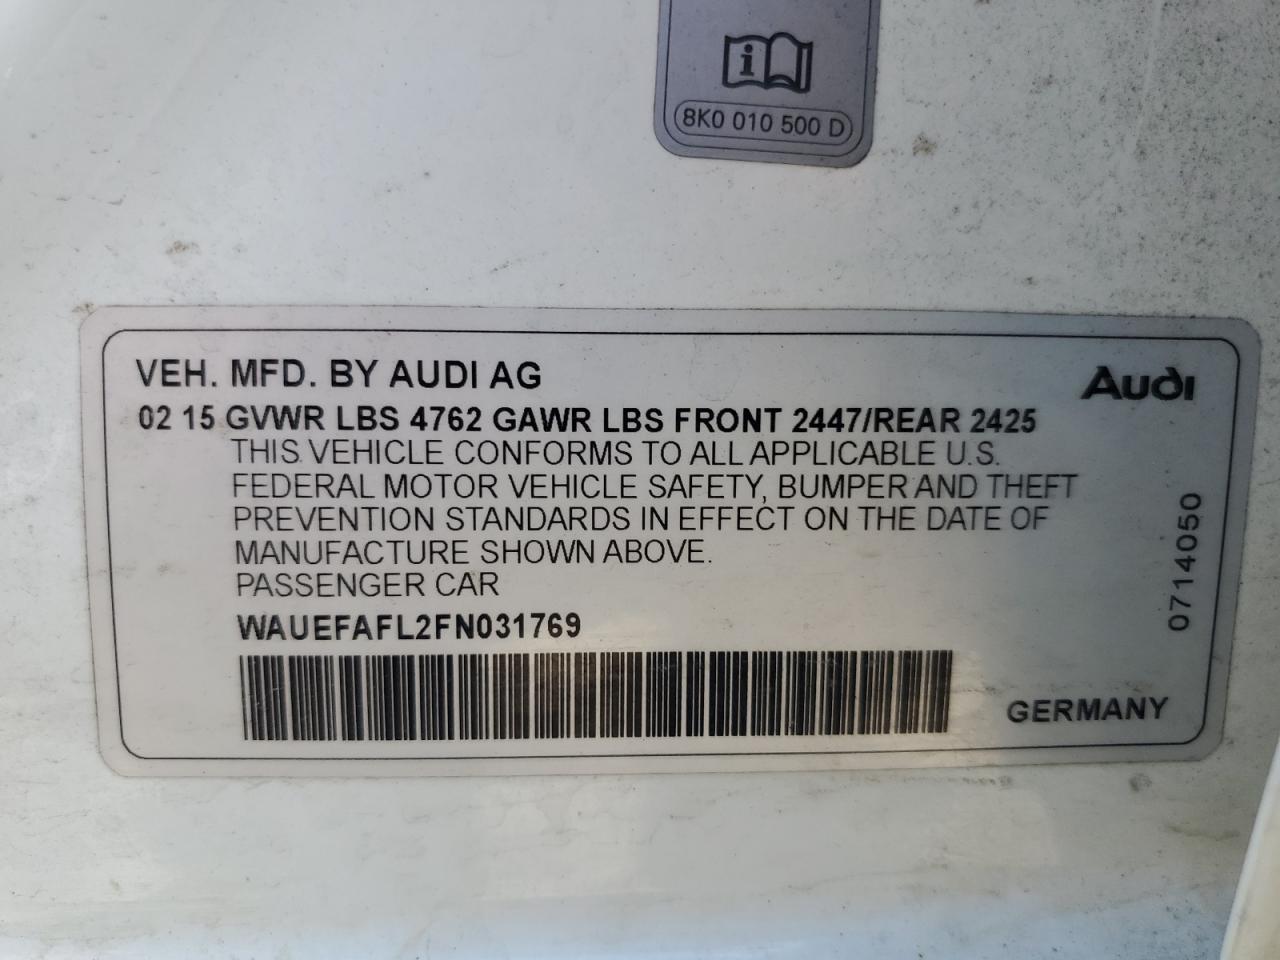 i
8K0 010 500 D
VEH. MFD. BY AUDI AG
Audi
02 15 GVWR LBS 4762 GAWR LBS FRONT 2447/REAR 2425
THIS VEHICLE CONFORMS TO ALL APPLICABLE U.S.
FEDERAL MOTOR VEHICLE SAFETY, BUMPER AND THEFT
PREVENTION STANDARDS IN EFFECT ON THE DATE OF
MANUFACTURE SHOWN ABOVE.
PASSENGER CAR
WAUEFAFL2FN031769
0714050
GERMANY